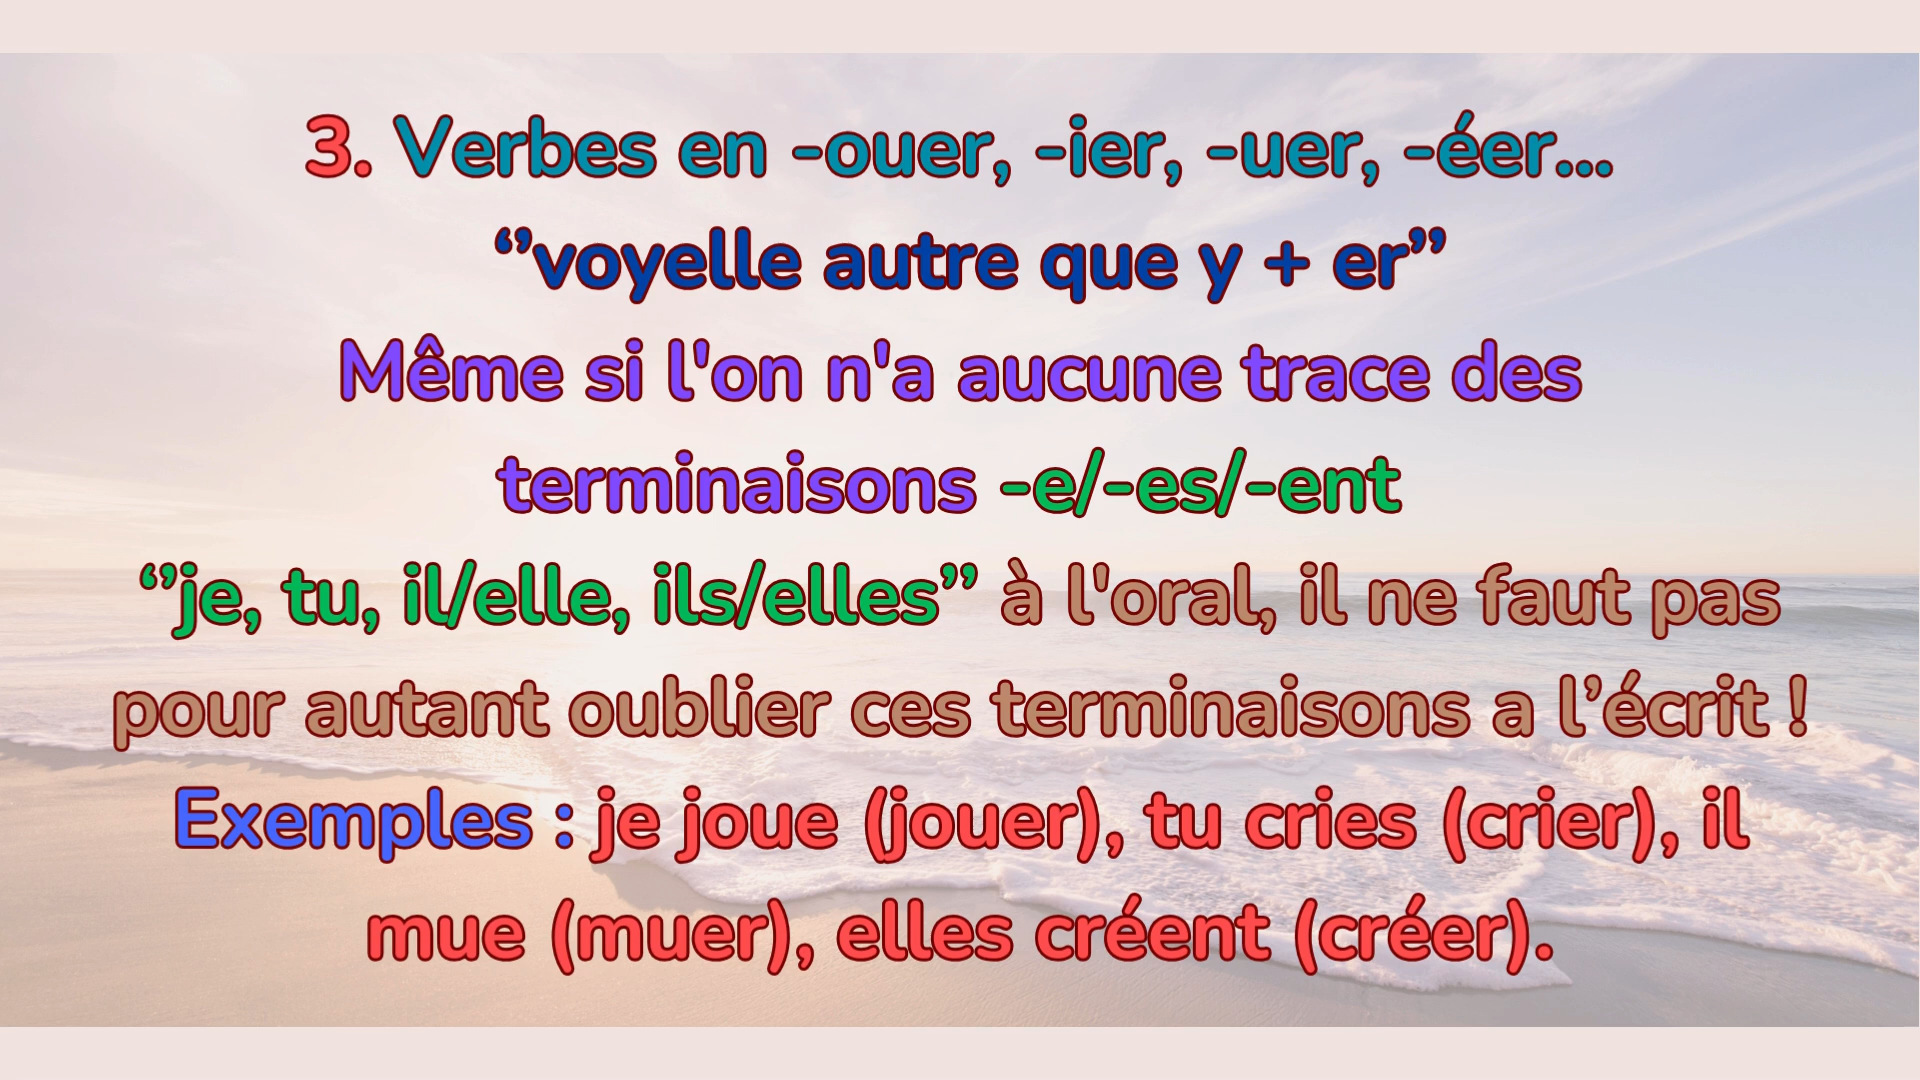 3. Verbes en -ouer, -ier, -uer, -éer...
‘’voyelle autre que y + er’’
Même si l'on n'a aucune trace des
terminaisons -e/-es/-ent
‘’je, tu, il/elle, ils/elles’’ à l'oral, il ne faut pas
pour autant oublier ces terminaisons a l’écrit !
Exemples : je joue (jouer), tu cries (crier), il
mue (muer), elles créent (créer).